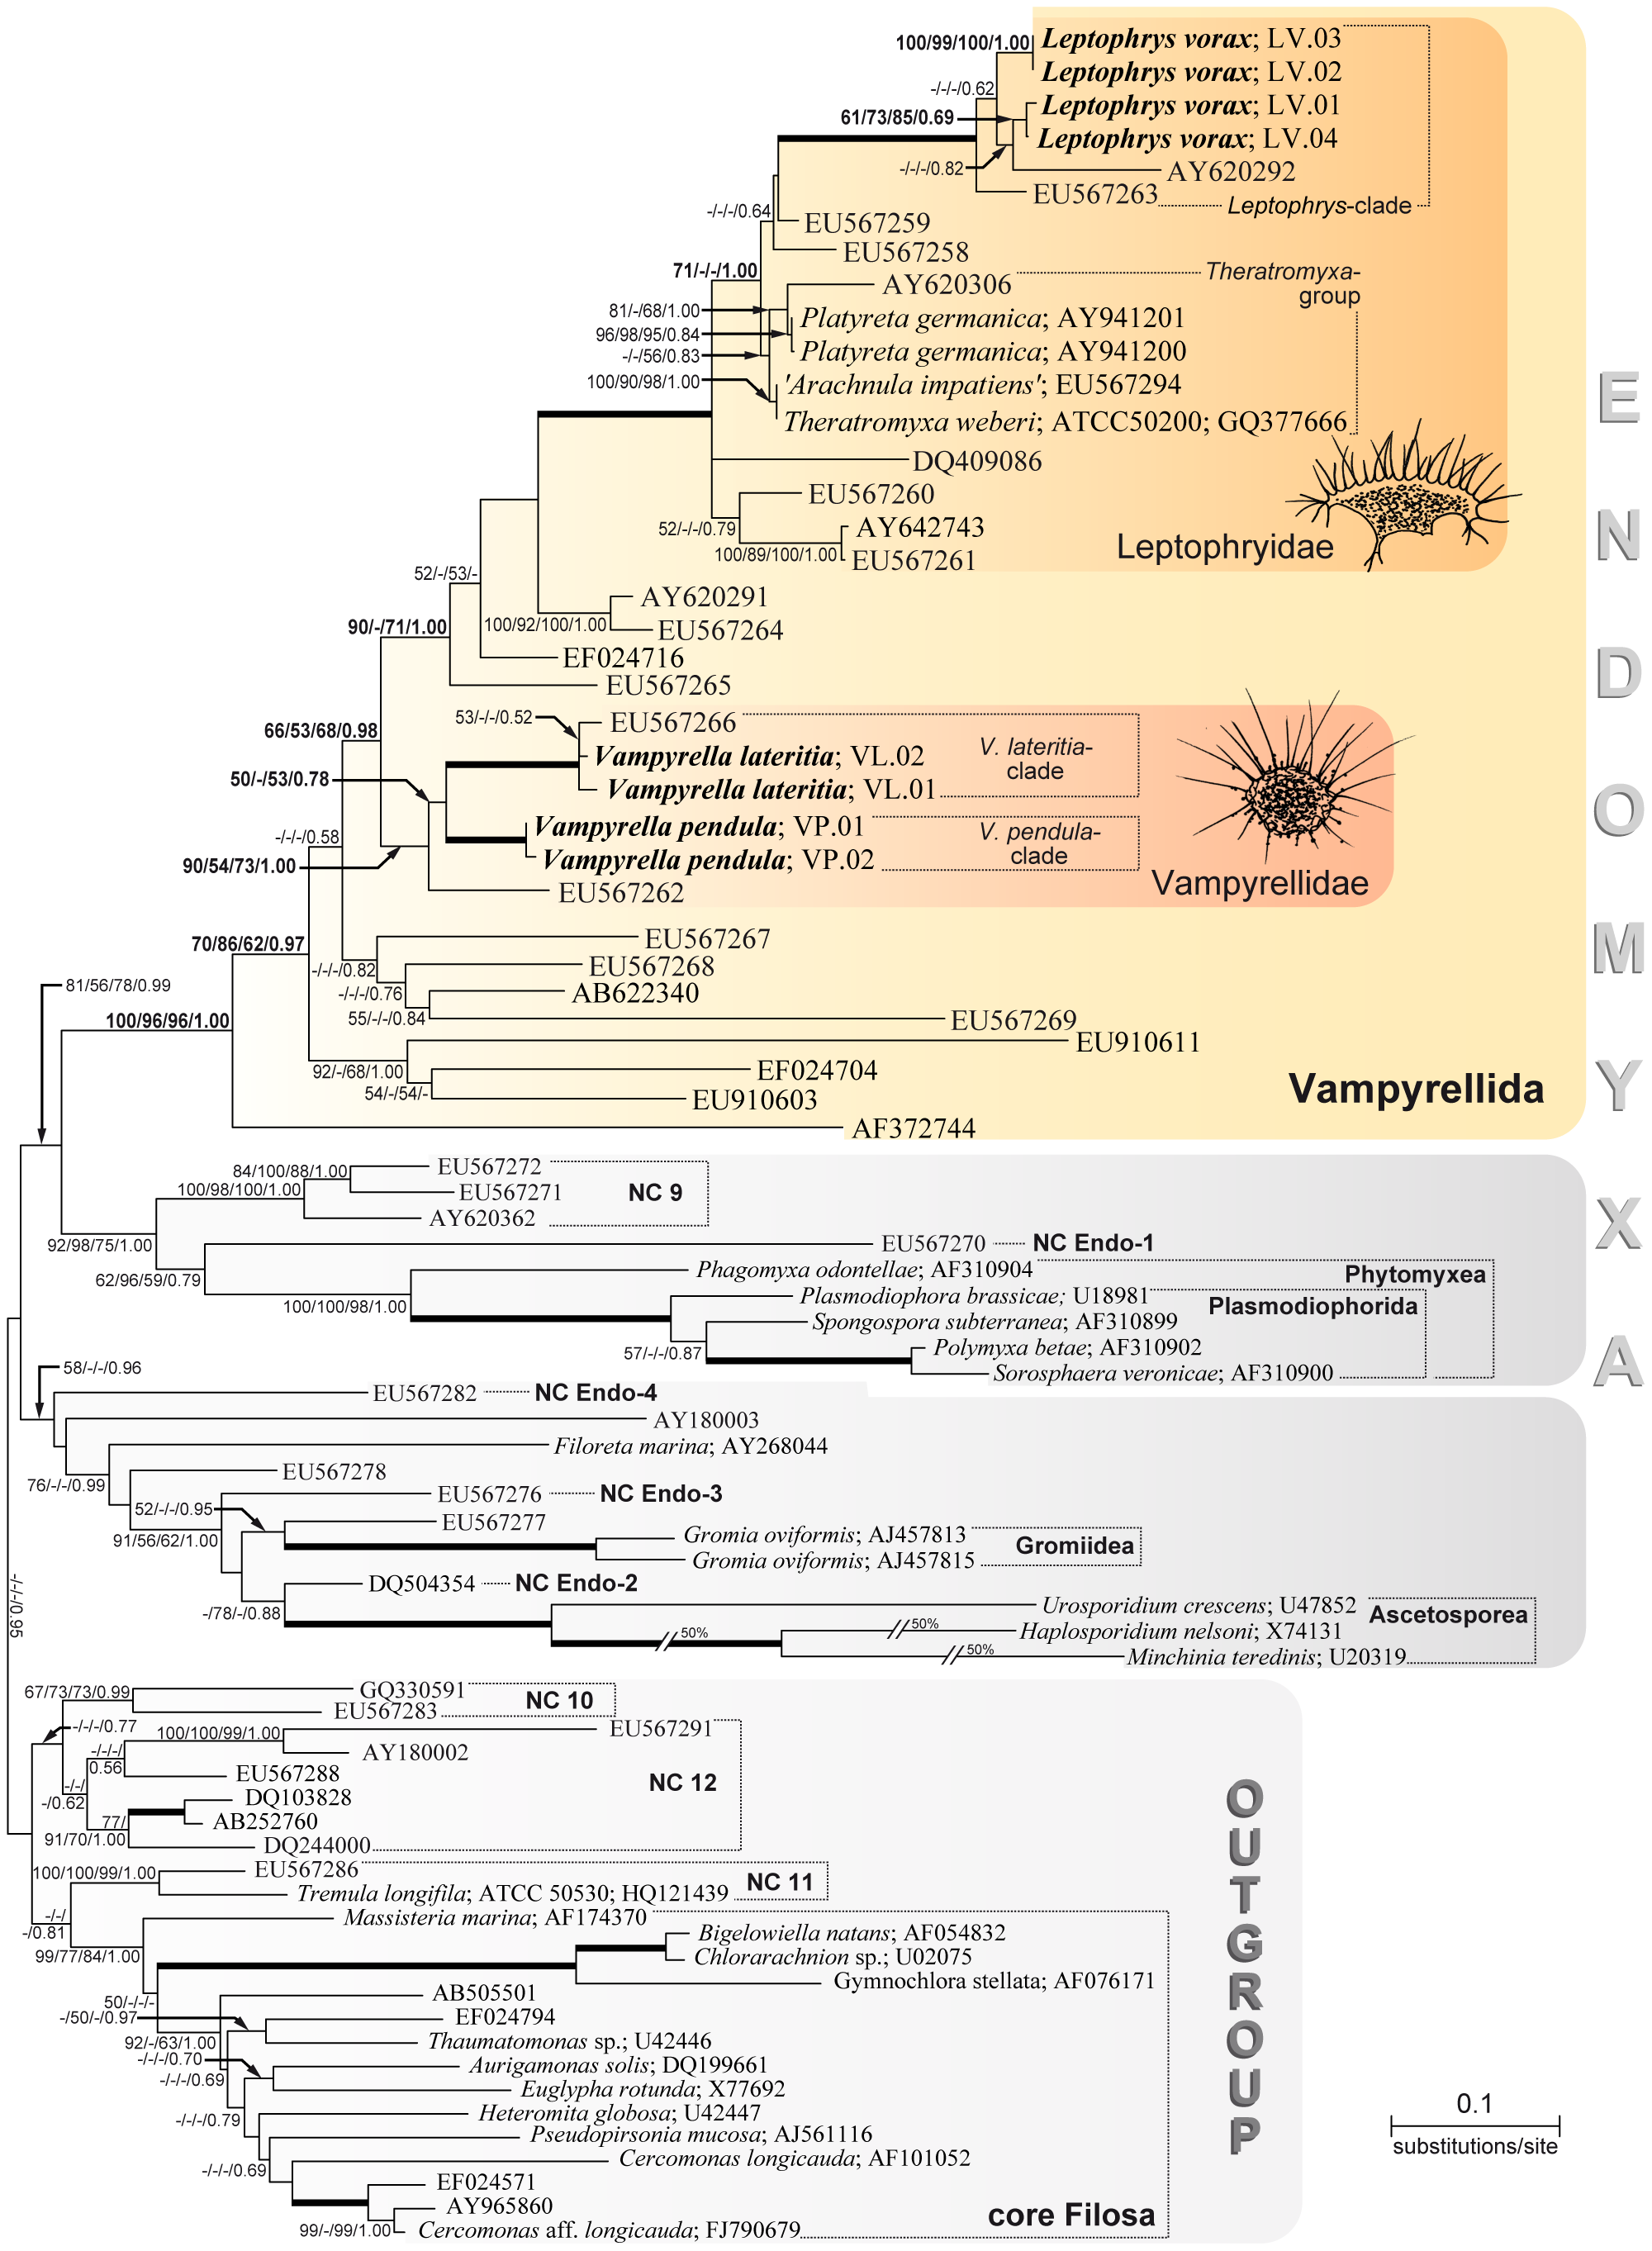 100/99/100/1.00
Leptophrys vorax; LV.03
Leptophrys vorax; LV.02
-/-/-/0.62
Leptophrys vorax; LV.01
61/73/85/0.69
Leptophrys vorax; LV.04
-/-/-/0.82
AY620292
EU567263
Leptophrys-clade
-/-/-/0.64
EU567259
EU567258
71/-/-/1.00
AY620306
Theratromyxa-
group
81/-/68/1.00
Platyreta germanica; AY941201
96/98/95/0.84
Platyreta germanica; AY941200
-/-/56/0.83
100/90/98/1.00
'Arachnula impatiens'; EU567294
Theratromyxa weberi; ATCC50200; GQ377666
DQ409086
EU567260
52/-/-/0.79
AY642743
100/89/100/1.00
EU567261
Leptophryidae
52/-/53/-
AY620291
100/92/100/1.00
EU567264
90/-/71/1.00
EF024716
EU567265
53/-/-/0.52
EU567266
66/53/68/0.98
Vampyrella lateritia; VL.02
V. lateritia-
clade
50/-/53/0.78
Vampyrella lateritia; VL.01
Vampyrella pendula; VP.01
V. pendula-
clade
-/-/-/0.58
Vampyrella pendula; VP.02
90/54/73/1.00
EU567262
Vampyrellidae
70/86/62/0.97
EU567267
-/-/-/0.82
EU567268
-/-/-/0.76
AB622340
55/-/-/0.84
EU567269
81/56/78/0.99
100/96/96/1.00
EU910611
92/-/68/1.00
EF024704
54/-/54/-
EU910603
Vampyrellida
AF372744
84/100/88/1.00
EU567272
100/98/100/1.00
EU567271
NC 9
AY620362
92/98/75/1.00
EU567270
NC Endo-1
62/96/59/0.79
Phagomyxa odontellae; AF310904
Phytomyxea
100/100/98/1.00
Plasmodiophora brassicae; U18981
Plasmodiophorida
Spongospora subterranea; AF310899
57/-/-/0.87
Polymyxa betae; AF310902
Sorosphaera veronicae; AF310900
58/-/-/0.96
EU567282
NC Endo-4
AY180003
Filoreta marina; AY268044
76/-/-/0.99
EU567278
EU567276
NC Endo-3
52/-/-/0.95
EU567277
91/56/62/1.00
Gromia oviformis; AJ457813
Gromiidea
Gromia oviformis; AJ457815
DQ504354
NC Endo-2
-/78/-/0.88
Urosporidium crescens; U47852
Ascetosporea
50%
50%
Haplosporidium nelsoni; X74131
50%
Minchinia teredinis; U20319
ENDOMYXA
-/-/-/0.95
67/73/73/0.99
GQ330591
NC 10
EU567283
-/-/-/0.77
100/100/99/1.00
EU567291
-/-/-/
0.56
AY180002
EU567288
NC 12
-/-/
-/0.62
DQ103828
77/
91/70/1.00
AB252760
DQ244000
100/100/99/1.00
EU567286
Tremula longifila; ATCC 50530; HQ121439
NC 11
-/-/
-/0.81
Massisteria marina; AF174370
99/77/84/1.00
Bigelowiella natans; AF054832
Chlorarachnion sp.; U02075
Gymnochlora stellata; AF076171
50/-/-/-
AB505501
-/50/-/0.97
EF024794
92/-/63/1.00
Thaumatomonas sp.; U42446
-/-/-/0.70
Aurigamonas solis; DQ199661
-/-/-/0.69
Euglypha rotunda; X77692
-/-/-/0.79
Heteromita globosa; U42447
Pseudopirsonia mucosa; AJ561116
-/-/-/0.69
Cercomonas longicauda; AF101052
EF024571
AY965860
99/-/99/1.00
Cercomonas aff. longicauda; FJ790679
core Filosa
OUTGROUP
0.1
substitutions/site